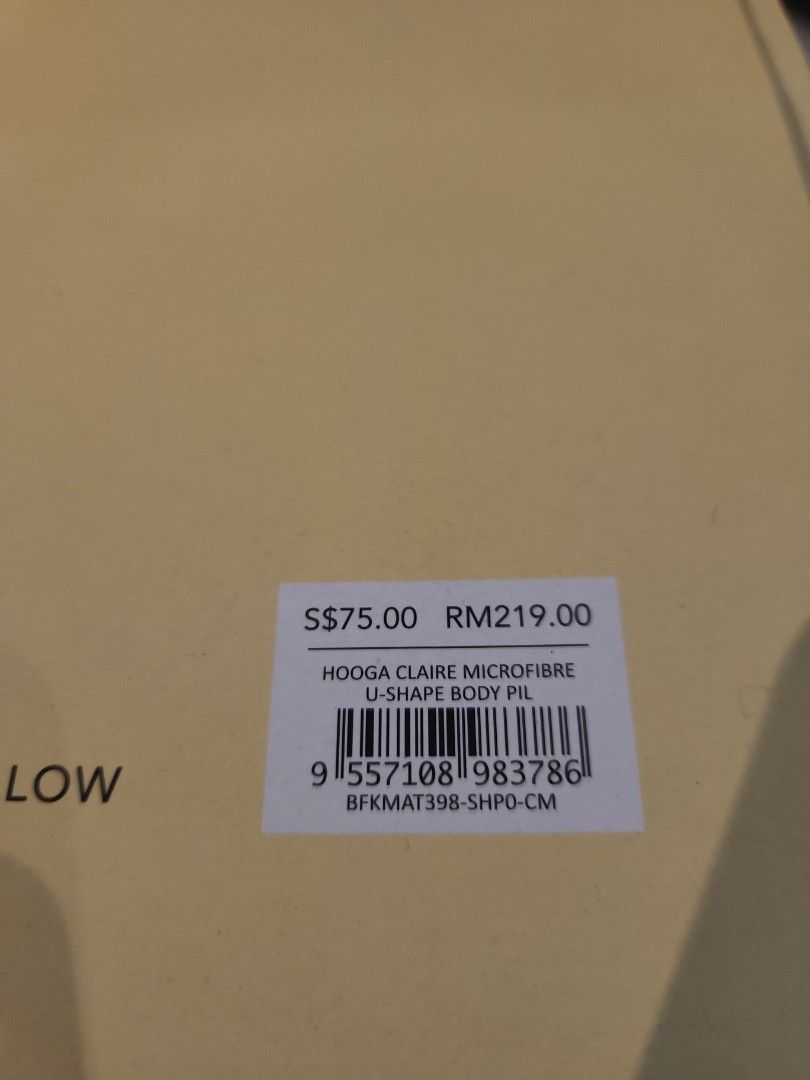 S$75.00 RM219.00
HOOGA CLAIRE MICROFIBRE
U-SHAPE BODY PIL
9 557108 983786
BFKMAT398-SHP0-CM
LOW